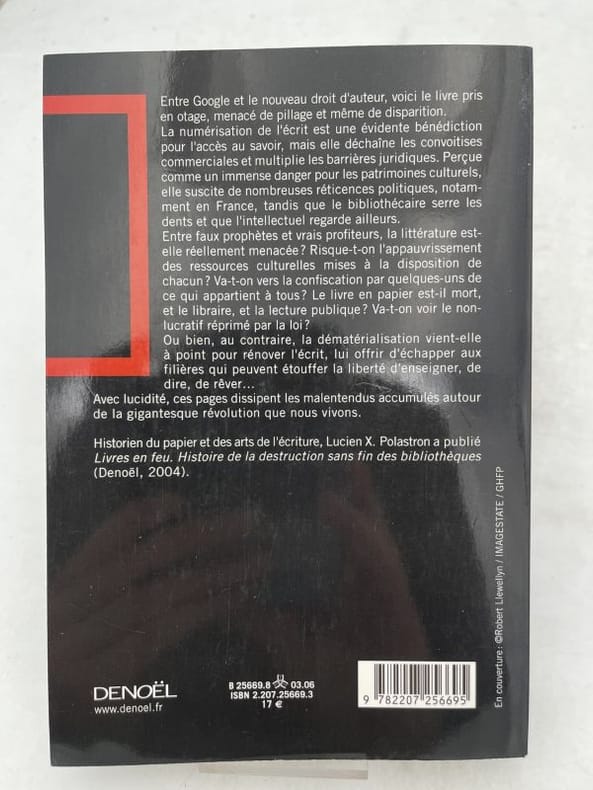 Entre Google et le nouveau droit d'auteur, voici le livre pris
en otage, menacé de pillage et même de disparition.
La numérisation de l'écrit est une évidente bénédiction
pour l'accès au savoir, mais elle déchaîne les convoitises
commerciales et multiplie les barrières juridiques. Perçue
comme un immense danger pour les patrimoines culturels,
elle suscite de nombreuses réticences politiques, notam-
ment en France, tandis que le bibliothécaire serre les
dents et que l'intellectuel regarde ailleurs.
Entre faux prophètes et vrais profiteurs, la littérature est-
elle réellement menacée ? Risque-t-on l'appauvrissement
des ressources culturelles mises à la disposition de
chacun ? Va-t-on vers la confiscation par quelques-uns de
ce qui appartient à tous ? Le livre en papier est-il mort,
et le libraire, et la lecture publique ? Va-t-on voir le non-
lucratif réprimé par la loi ?
Ou bien, au contraire, la dématérialisation vient-elle
à point pour rénover l'écrit, lui offrir d'échapper aux
filières qui peuvent étouffer la liberté d'enseigner, de
dire, de rêver...
Avec lucidité, ces pages dissipent les malentendus accumulés autour
de la gigantesque révolution que nous vivons.
Historien du papier et des arts de l'écriture, Lucien X. Polastron a publié
Livres en feu. Histoire de la destruction sans fin des bibliothèques
(Denoël, 2004).
En couverture : ©Robert Llewellyn / IMAGESTATE / GHFP
DENOËL
www.denoel.fr
B 25669.8 03.06
ISBN 2.207.25669.3
17 €
9 782207 256695